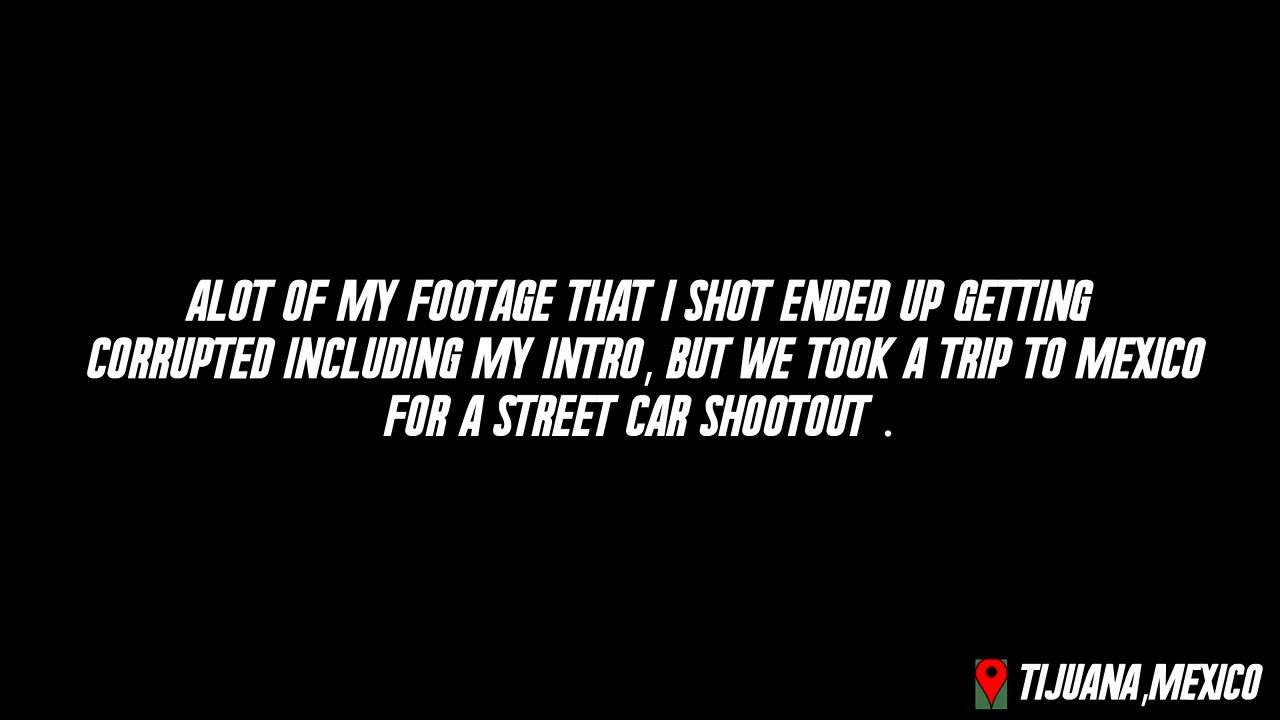 ALOT OF MY FOOTAGE THAT I SHOT ENDED UP GETTING
CORRUPTED INCLUDING MY INTRO, BUT WE TOOK A TRIP TO MEXICO
FOR A STREET CAR SHOOTOUT .
TIJUANA,MEXICO